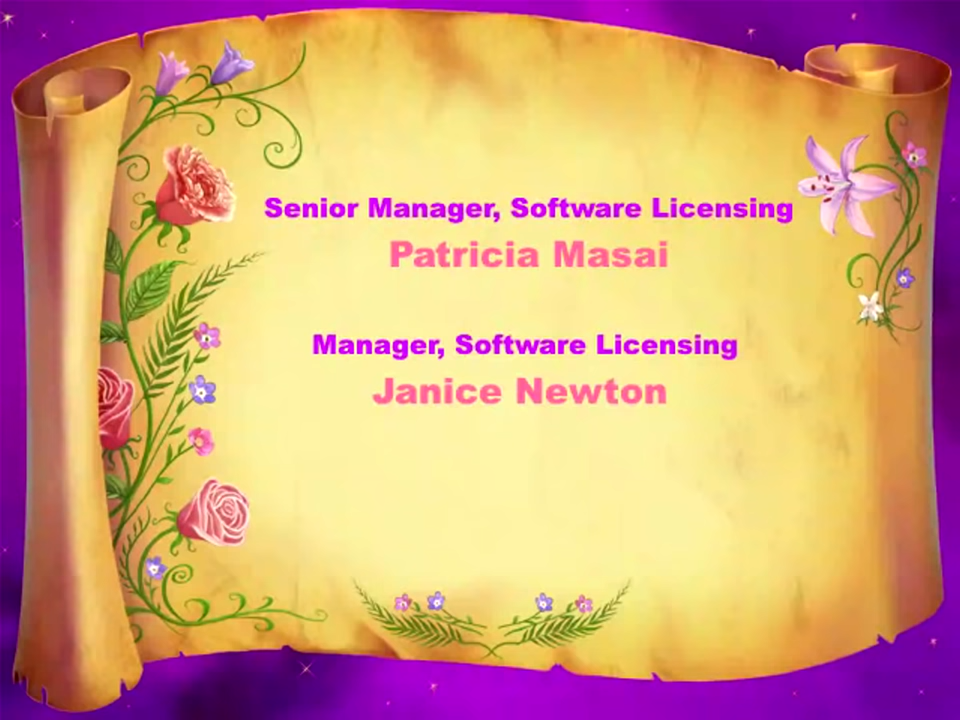 Senior Manager, Software Licensing
Patricia Masai
Manager, Software Licensing
Janice Newton